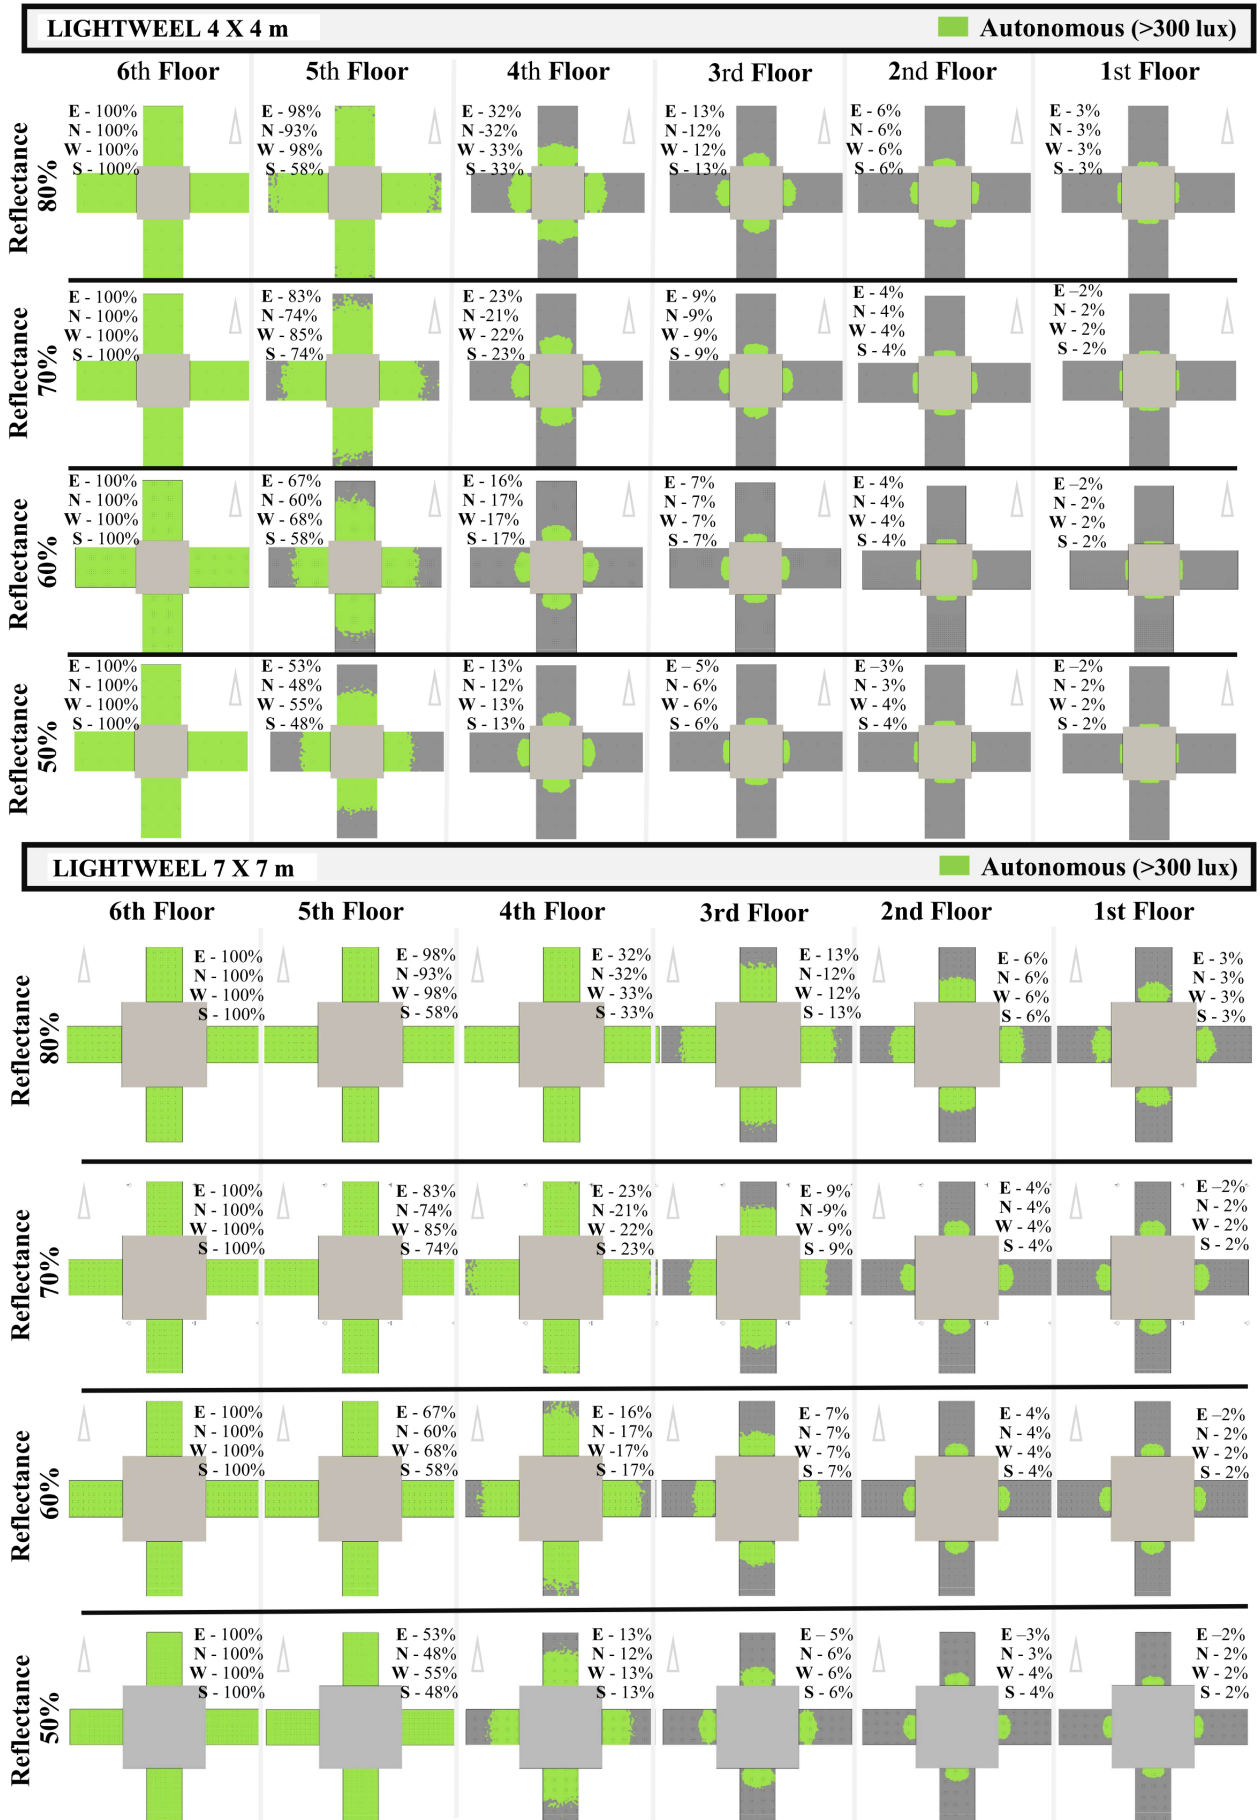 LIGHTWEEL 4 X 4 m
Autonomous (>300 lux)
6th Floor
5th Floor
4th Floor
3rd Floor
2nd Floor
1st Floor
Reflectance
80%
E - 100%
N - 100%
W - 100%
S - 100%
E - 98%
N -93%
W - 98%
S - 58%
E - 32%
N -32%
W - 33%
S - 33%
E - 13%
N -12%
W - 12%
S - 13%
E - 6%
N - 6%
W - 6%
S - 6%
E - 3%
N - 3%
W - 3%
S - 3%
Reflectance
70%
E - 100%
N - 100%
W - 100%
S - 100%
E - 83%
N -74%
W - 85%
S - 74%
E - 23%
N -21%
W - 22%
S - 23%
E - 9%
N -9%
W - 9%
S - 9%
E - 4%
N - 4%
W - 4%
S - 4%
E –2%
N - 2%
W - 2%
S - 2%
Reflectance
60%
E - 100%
N - 100%
W - 100%
S - 100%
E - 67%
N - 60%
W - 68%
S - 58%
E - 16%
N - 17%
W -17%
S - 17%
E - 7%
N - 7%
W - 7%
S - 7%
E - 4%
N - 4%
W - 4%
S - 4%
E –2%
N - 2%
W - 2%
S - 2%
Reflectance
50%
E - 100%
N - 100%
W - 100%
S - 100%
E - 53%
N - 48%
W - 55%
S - 48%
E - 13%
N - 12%
W - 13%
S - 13%
E – 5%
N - 6%
W - 6%
S - 6%
E –3%
N - 3%
W - 4%
S - 4%
E –2%
N - 2%
W - 2%
S - 2%
LIGHTWEEL 7 X 7 m
Autonomous (>300 lux)
6th Floor
5th Floor
4th Floor
3rd Floor
2nd Floor
1st Floor
Reflectance
80%
E - 100%
N - 100%
W - 100%
S - 100%
E - 98%
N -93%
W - 98%
S - 58%
E - 32%
N -32%
W - 33%
S - 33%
E - 13%
N -12%
W - 12%
S - 13%
E - 6%
N - 6%
W - 6%
S - 6%
E - 3%
N - 3%
W - 3%
S - 3%
Reflectance
70%
E - 100%
N - 100%
W - 100%
S - 100%
E - 83%
N -74%
W - 85%
S - 74%
E - 23%
N -21%
W - 22%
S - 23%
E - 9%
N -9%
W - 9%
S - 9%
E - 4%
N - 4%
W - 4%
S - 4%
E –2%
N - 2%
W - 2%
S - 2%
Reflectance
60%
E - 100%
N - 100%
W - 100%
S - 100%
E - 67%
N - 60%
W - 68%
S - 58%
E - 16%
N - 17%
W -17%
S - 17%
E - 7%
N - 7%
W - 7%
S - 7%
E - 4%
N - 4%
W - 4%
S - 4%
E –2%
N - 2%
W - 2%
S - 2%
Reflectance
50%
E - 100%
N - 100%
W - 100%
S - 100%
E - 53%
N - 48%
W - 55%
S - 48%
E - 13%
N - 12%
W - 13%
S - 13%
E – 5%
N - 6%
W - 6%
S - 6%
E –3%
N - 3%
W - 4%
S - 4%
E –2%
N - 2%
W - 2%
S - 2%